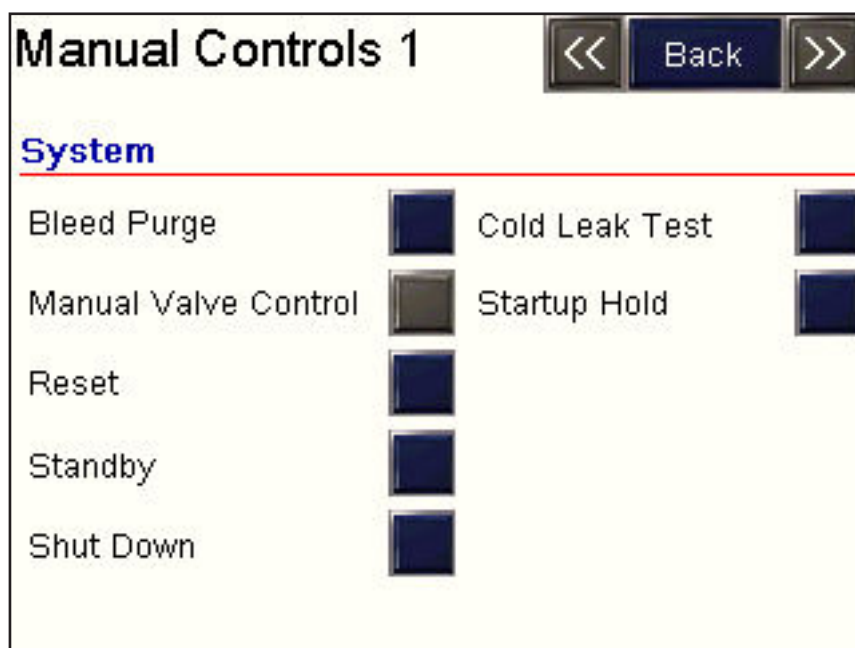 Manual Controls 1 << Back >>
System
Bleed Purge Cold Leak Test
Manual Valve Control Startup Hold
Reset
Standby
Shut Down